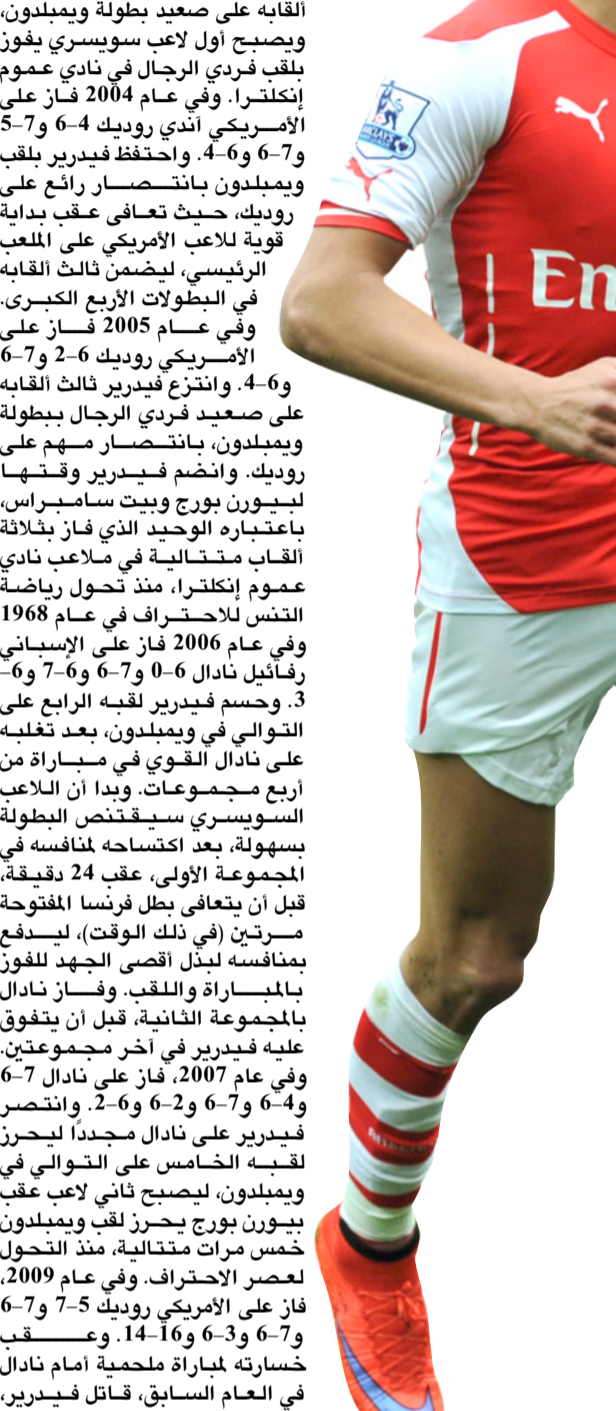 ألقابه على صعيد بطولة ويمبلدون،
ويصبح أول لاعب سويسري يفوز
بلقب فردي الرجال في نادي عموم
إنكلترا. وفي عام 2004 فاز على
الأمريكي آندي روديك 4–6 و7–5
و7–6 و6–4. واحتفظ فيدرير بلقب
ويمبلدون بانتصار رائع على
روديك، حيث تعافى عقب بداية
قوية للاعب الأمريكي على الملعب
الرئيسي، ليضمن ثالث ألقابه
في البطولات الأربع الكبرى.
وفي عام 2005 فاز على
الأمريكي روديك 6–2 و7–6
و6–4. وانتزع فيدرير ثالث ألقابه
على صعيد فردي الرجال ببطولة
ويمبلدون، بانتصار مهم على
روديك. وانضم فيدرير وقتها
لبيورن بورج وبيت سامبراس،
باعتباره الوحيد الذي فاز بثلاثة
ألقاب متتالية في ملاعب نادي
عموم إنكلترا، منذ تحول رياضة
التنس للاحتراف في عام 1968
وفي عام 2006 فاز على الإسباني
رفائيل نادال 6–0 و7–6 و6–7 و6–
3. وحسم فيدرير لقبه الرابع على
التوالي في ويمبلدون، بعد تغلبه
على نادال القوي في مباراة من
أربع مجموعات. وبدا أن اللاعب
السويسري سيقتنص البطولة
بسهولة، بعد اكتساحه لمنافسه في
المجموعة الأولى، عقب 24 دقيقة،
قبل أن يتعافى بطل فرنسا المفتوحة
مرتين (في ذلك الوقت)، ليدفع
بمنافسه لبذل أقصى الجهد للفوز
بالمباراة واللقب. وفاز نادال
بالمجموعة الثانية، قبل أن يتفوق
عليه فيدرير في آخر مجموعتين.
وفي عام 2007، فاز على نادال 7–6
و4–6 و7–6 و2–6 و6–2. وانتصر
فيدرير على نادال مجددًا ليحرز
لقبه الخامس على التوالي في
ويمبلدون، ليصبح ثاني لاعب عقب
بيورن بورج يحرز لقب ويمبلدون
خمس مرات متتالية، منذ التحول
لعصر الاحتراف. وفي عام 2009،
فاز على الأمريكي روديك 5–7 و7–6
و7–6 و3–6 و16–14. وعقب
خسارته لمباراة ملحمية أمام نادال
في العام السابق، قاتل فيدرير،
BARCLAYS
Em